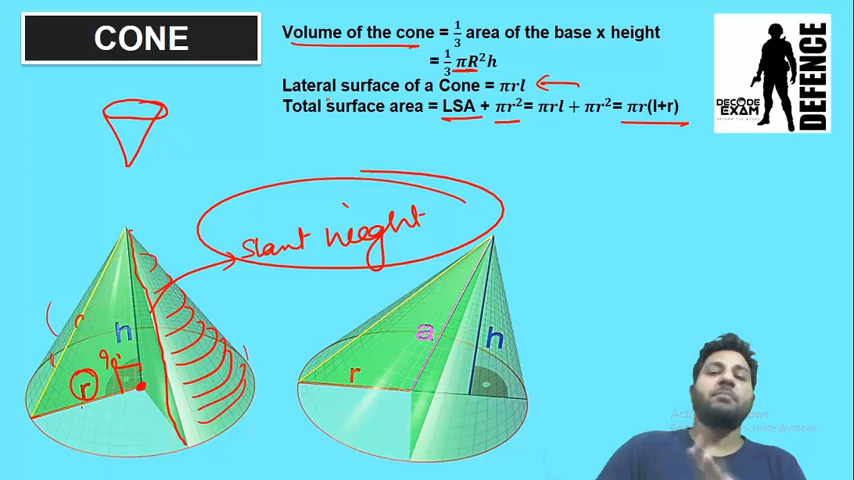 CONE
Volume of the cone = 1/3 area of the base x height
= 1/3 πR²h
Lateral surface of a Cone = πrl
Total surface area = LSA + πr²= πrl + πr²= πr(l+r)
DECODE
EXAM
DEFENCE
slant height
h
r
90°
a
h
r